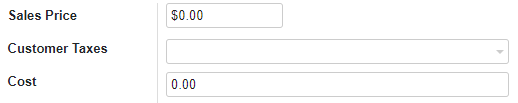 Sales Price $0.00
Customer Taxes
Cost 0.00